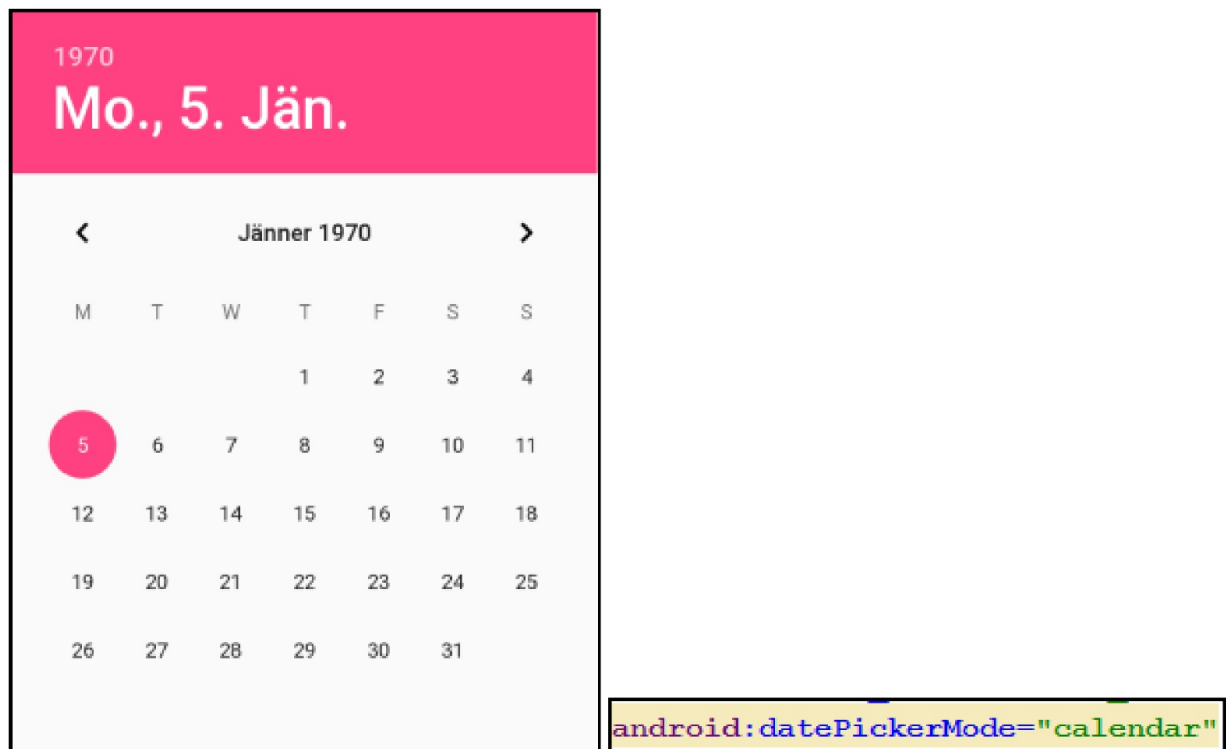 1970
Mo., 5. Jän.
Jänner 1970
M T W T F S S
1 2 3 4
5 6 7 8 9 10 11
12 13 14 15 16 17 18
19 20 21 22 23 24 25
26 27 28 29 30 31
android:datePickerMode="calendar"